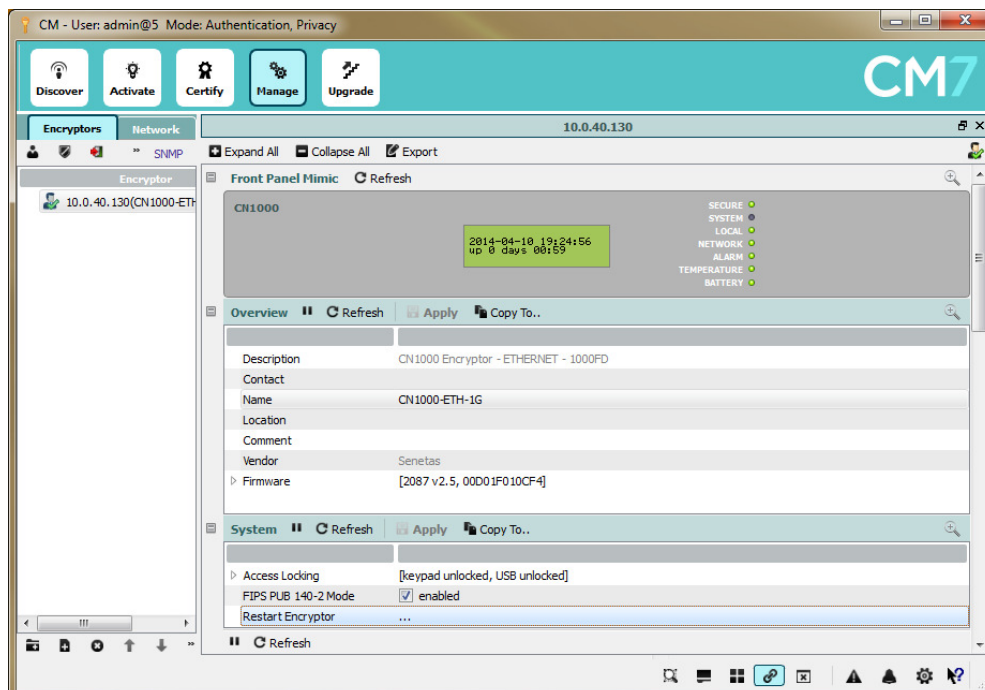 CM - User: admin@5 Mode: Authentication, Privacy
Discover
Activate
Certify
Manage
Upgrade
CM7
Encryptors
Network
10.0.40.130
» SNMP
Expand All
Collapse All
Export
Encryptor
10.0.40.130(CN1000-ETH
Front Panel Mimic
Refresh
CN1000
2014-04-10 19:24:56
up 0 days 00:59
SECURE
SYSTEM
LOCAL
NETWORK
ALARM
TEMPERATURE
BATTERY
Overview
Refresh
Apply
Copy To..
Description CN1000 Encryptor - ETHERNET - 1000FD
Contact
Name CN1000-ETH-1G
Location
Comment
Vendor Senetas
Firmware [2087 v2.5, 00D01F010CF4]
System
Refresh
Apply
Copy To..
Access Locking [keypad unlocked, USB unlocked]
FIPS PUB 140-2 Mode enabled
Restart Encryptor ...
Refresh
»